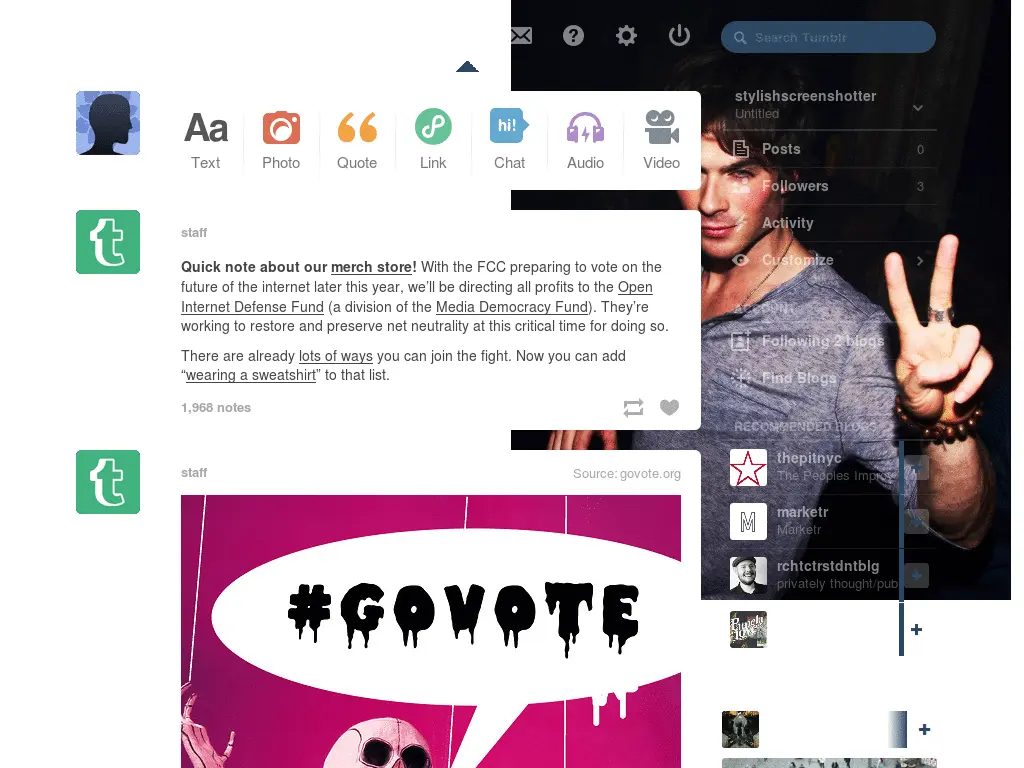 Search Tumblr
Aa
hi!
Text
Photo
Quote
Link
Chat
Audio
Video
stylishscreenshotter
Untitled
Posts 0
Followers 3
Activity
Customize
ACCOUNT
Following 2 blogs
Find Blogs
RECOMMENDED BLOGS
thepitnyc
The Peoples Impro
marketr
Marketr
rchtctrstdntblg
privately thought/pub
t
staff
Quick note about our merch store! With the FCC preparing to vote on the
future of the internet later this year, we’ll be directing all profits to the Open
Internet Defense Fund (a division of the Media Democracy Fund). They’re
working to restore and preserve net neutrality at this critical time for doing so.
There are already lots of ways you can join the fight. Now you can add
“wearing a sweatshirt” to that list.
1,968 notes
t
staff
Source: govote.org
#GOVOTE